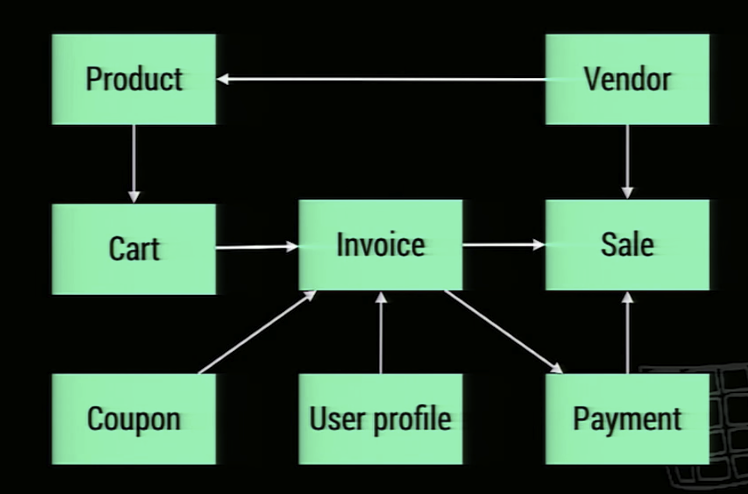 Product
Vendor
Cart
Invoice
Sale
Coupon
User profile
Payment